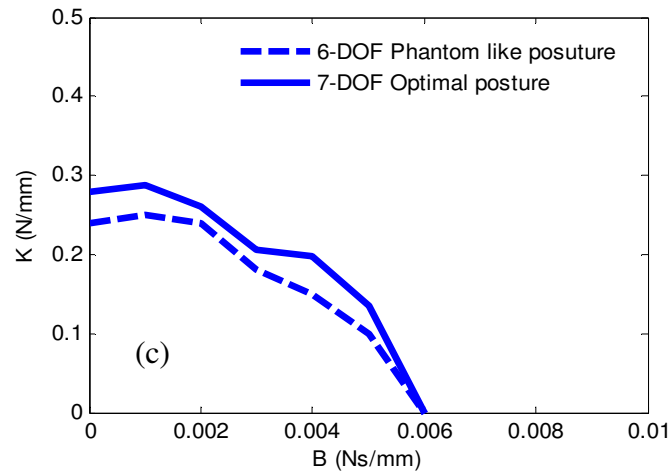 0.5
0.4
0.3
0.2
0.1
0
K (N/mm)
6-DOF Phantom like posuture
7-DOF Optimal posture
(c)
0 0.002 0.004 0.006 0.008 0.01
B (Ns/mm)